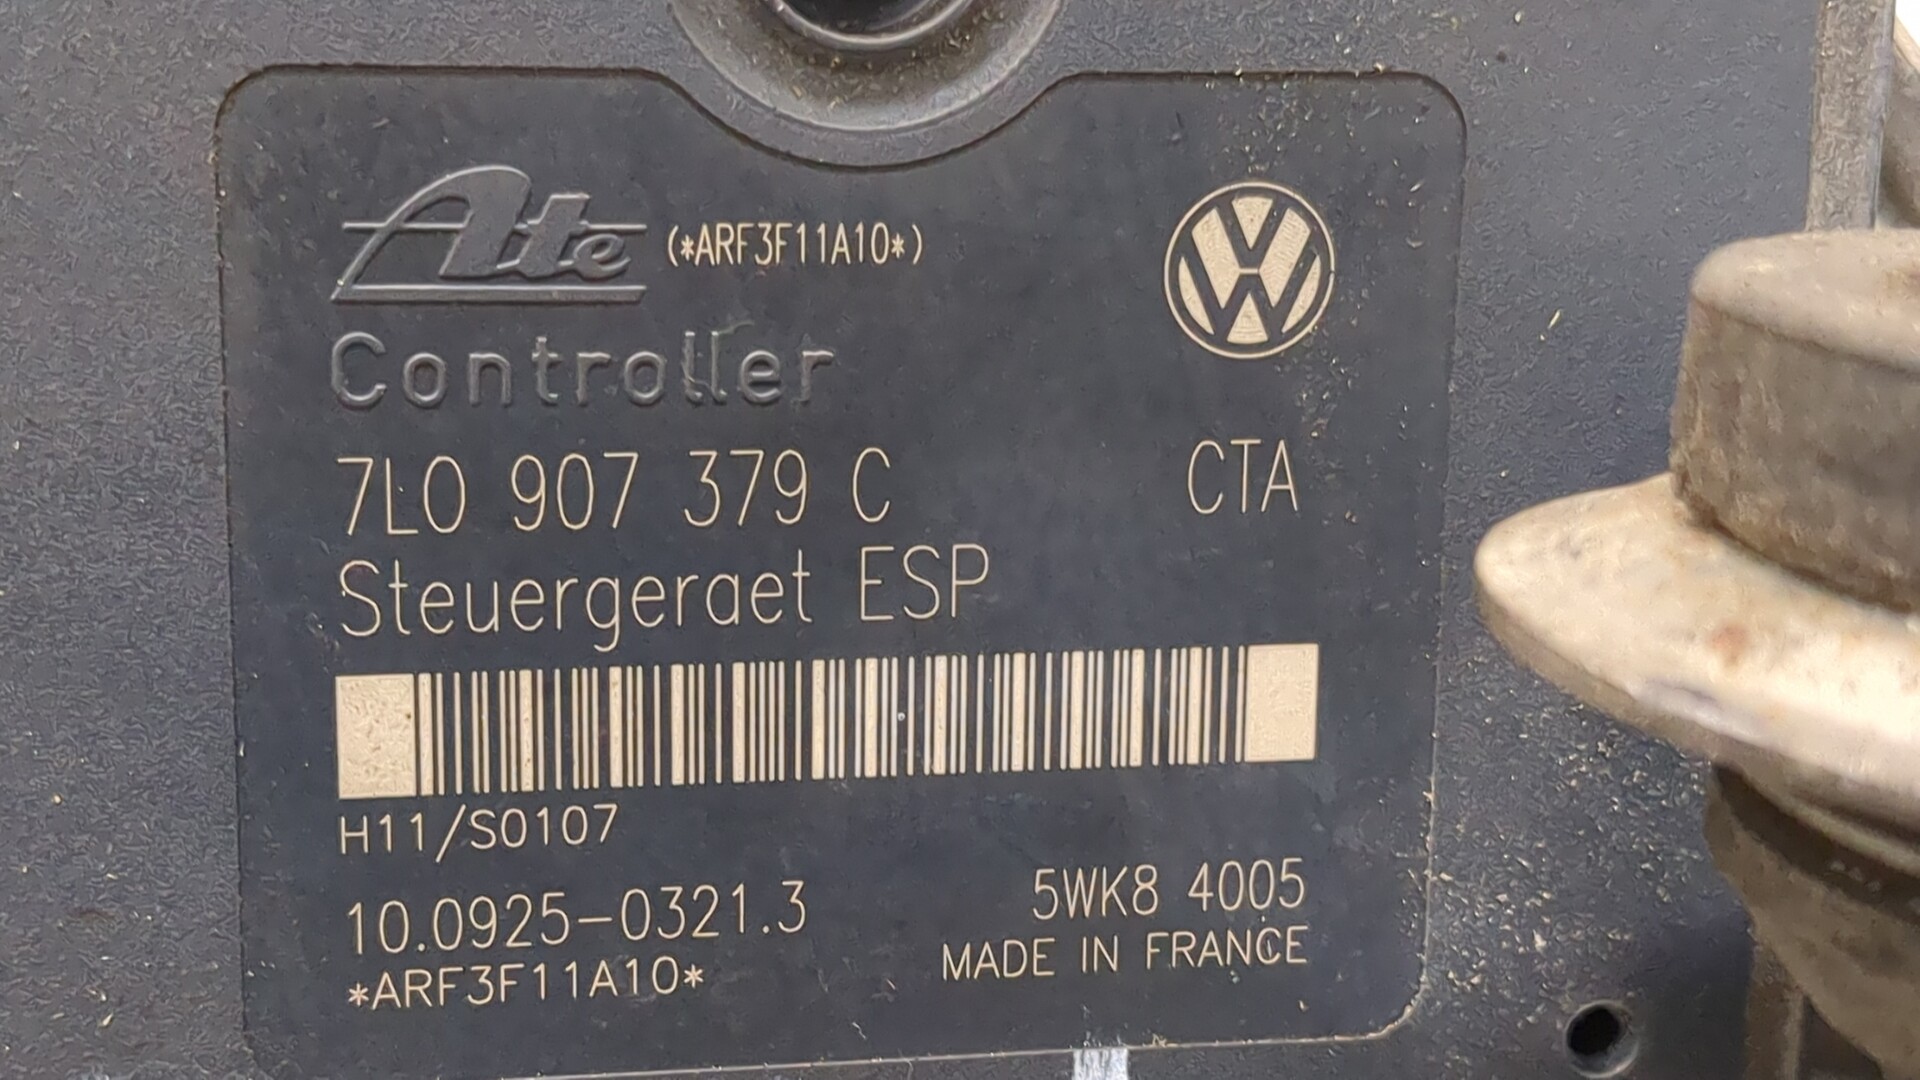 Ate (*ARF3F11A10*)
Controller
7L0 907 379 C CTA
Steuergeraet ESP
H11/S0107
10.0925-0321.3 5WK8 4005
*ARF3F11A10* MADE IN FRANCE